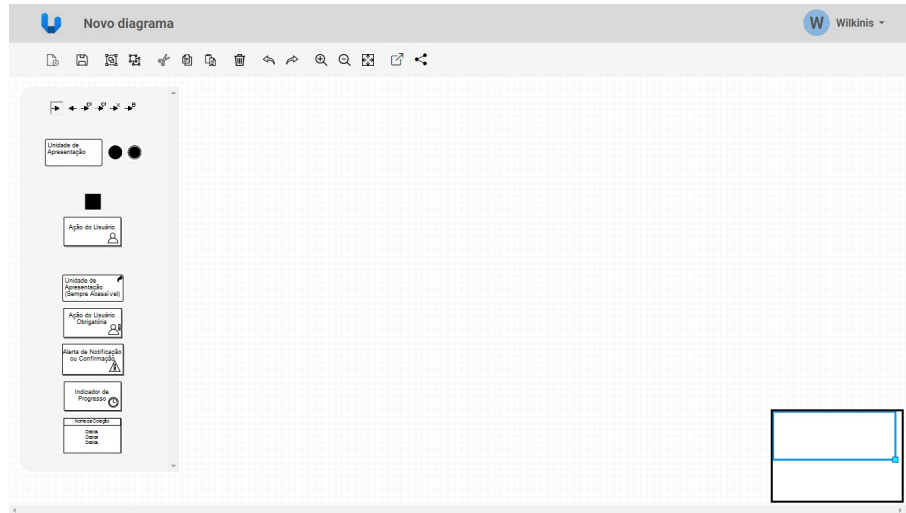 Novo diagrama
W Wilkinis
Unidade de
Apresentação
Ação do Usuário
Unidade de
Apresentação
(Sempre Acessível)
Ação do Usuário
Obrigatória
Alerta de Notificação
ou Confirmação
Indicador de
Progresso
Nome da Coleção
Dados
Dados
Dados